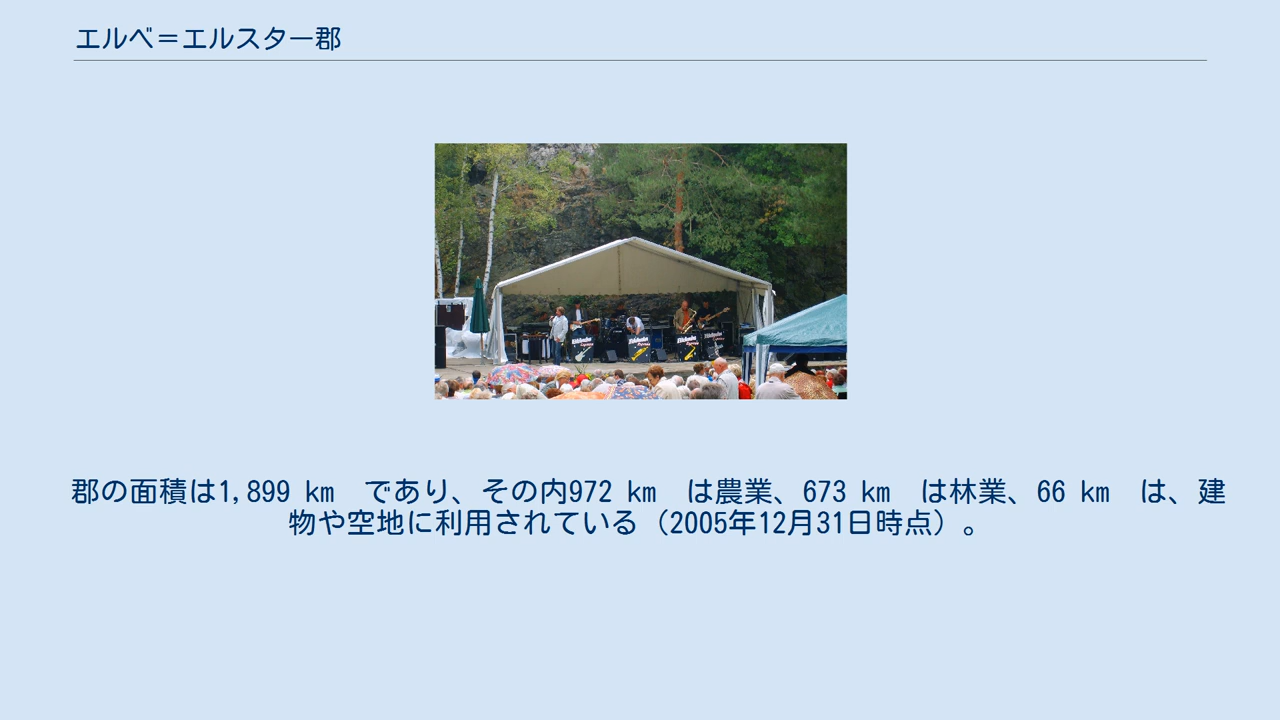 エルベ＝エルスター郡
郡の面積は1,899 km　であり、その内972 km　は農業、673 km　は林業、66 km　は、建
物や空地に利用されている（2005年12月31日時点）。